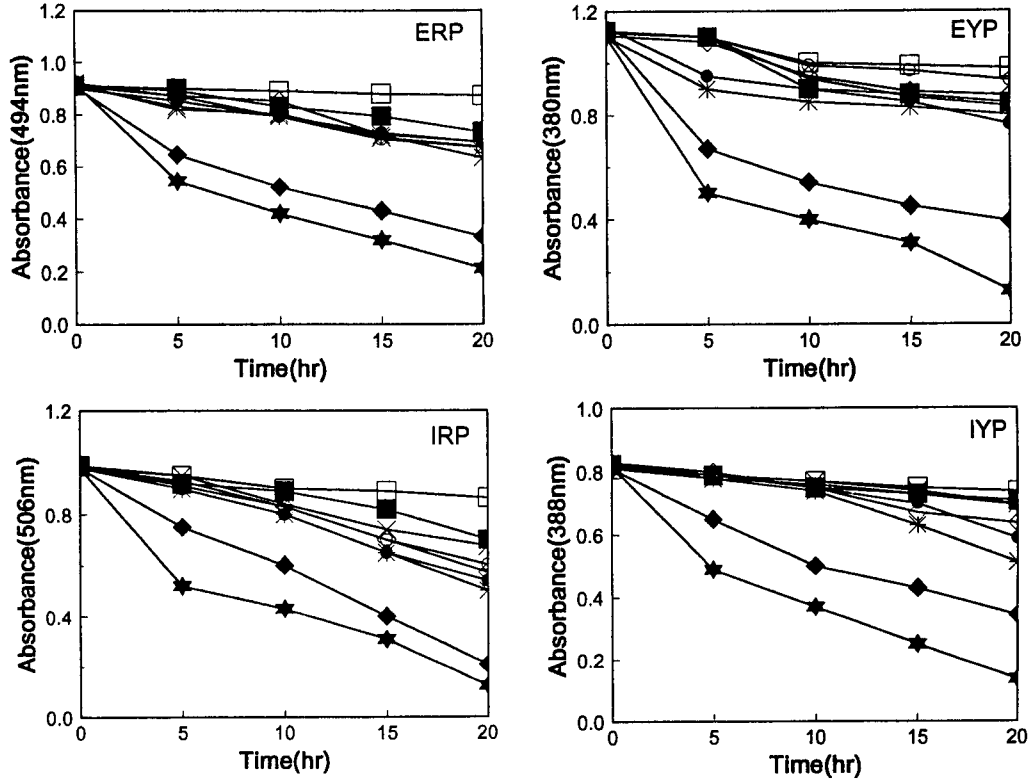 ERP
Absorbance(494nm)
1.2
1.0
0.8
0.6
0.4
0.2
0.0
0 5 10 15 20
Time(hr)
EYP
Absorbance(380nm)
1.2
0.8
0.4
0.0
0 5 10 15 20
Time(hr)
IRP
Absorbance(506nm)
1.2
0.8
0.4
0.0
0 5 10 15 20
Time(hr)
IYP
Absorbance(388nm)
1.0
0.8
0.6
0.4
0.2
0.0
0 5 10 15 20
Time(hr)